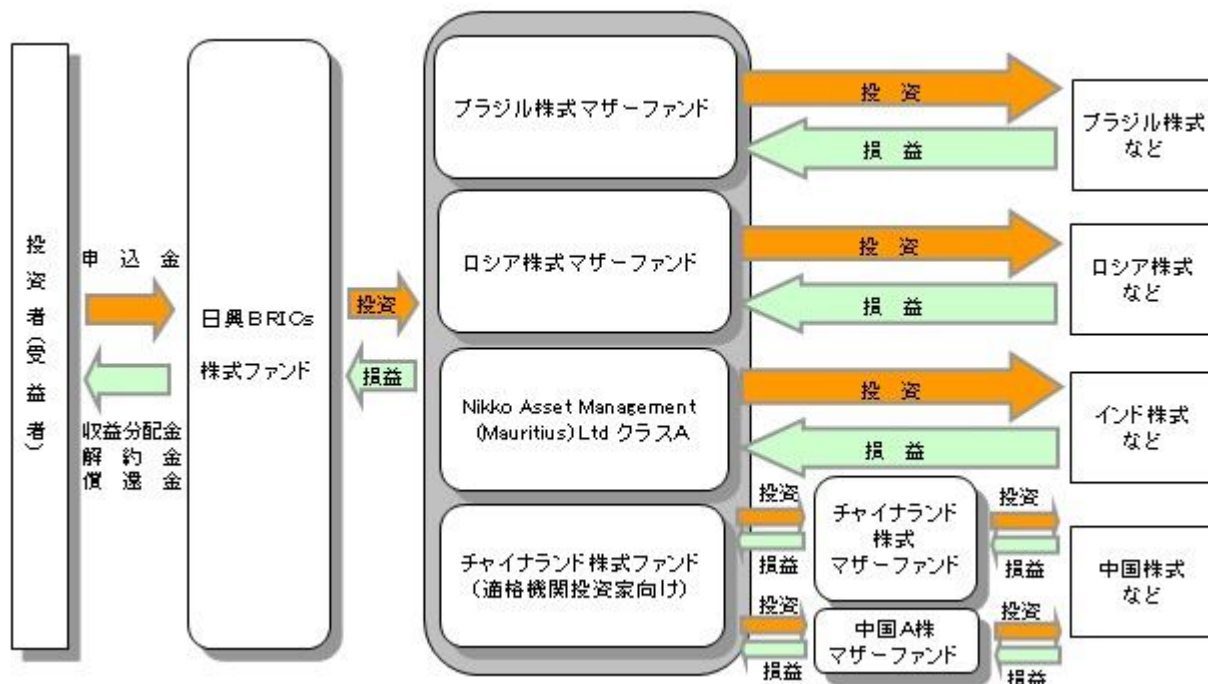 投資者(受益者)
申込金
収益分配金
解約金
償還金
日興BRICs
株式ファンド
投資
損益
ブラジル株式マザーファンド
ロシア株式マザーファンド
Nikko Asset Management
(Mauritius)Ltd クラスA
チャイナランド株式ファンド
(適格機関投資家向け)
投資
損益
ブラジル株式
など
投資
損益
ロシア株式
など
投資
損益
インド株式
など
投資
損益
チャイナランド
株式
マザーファンド
投資
損益
投資
損益
中国A株
マザーファンド
投資
損益
中国株式
など